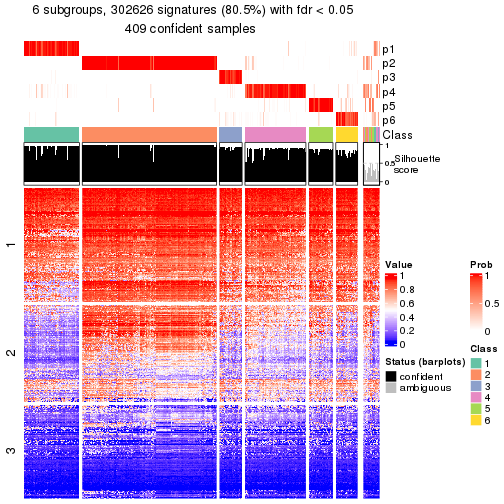 6 subgroups, 302626 signatures (80.5%) with fdr < 0.05
409 confident samples
p1
p2
p3
p4
p5
p6
Class
1
0.5
0
Silhouette
score
1
2
3
Value
1
0.8
0.6
0.4
0.2
0
Status (barplots)
confident
ambiguous
Prob
1
0.5
0
Class
1
2
3
4
5
6